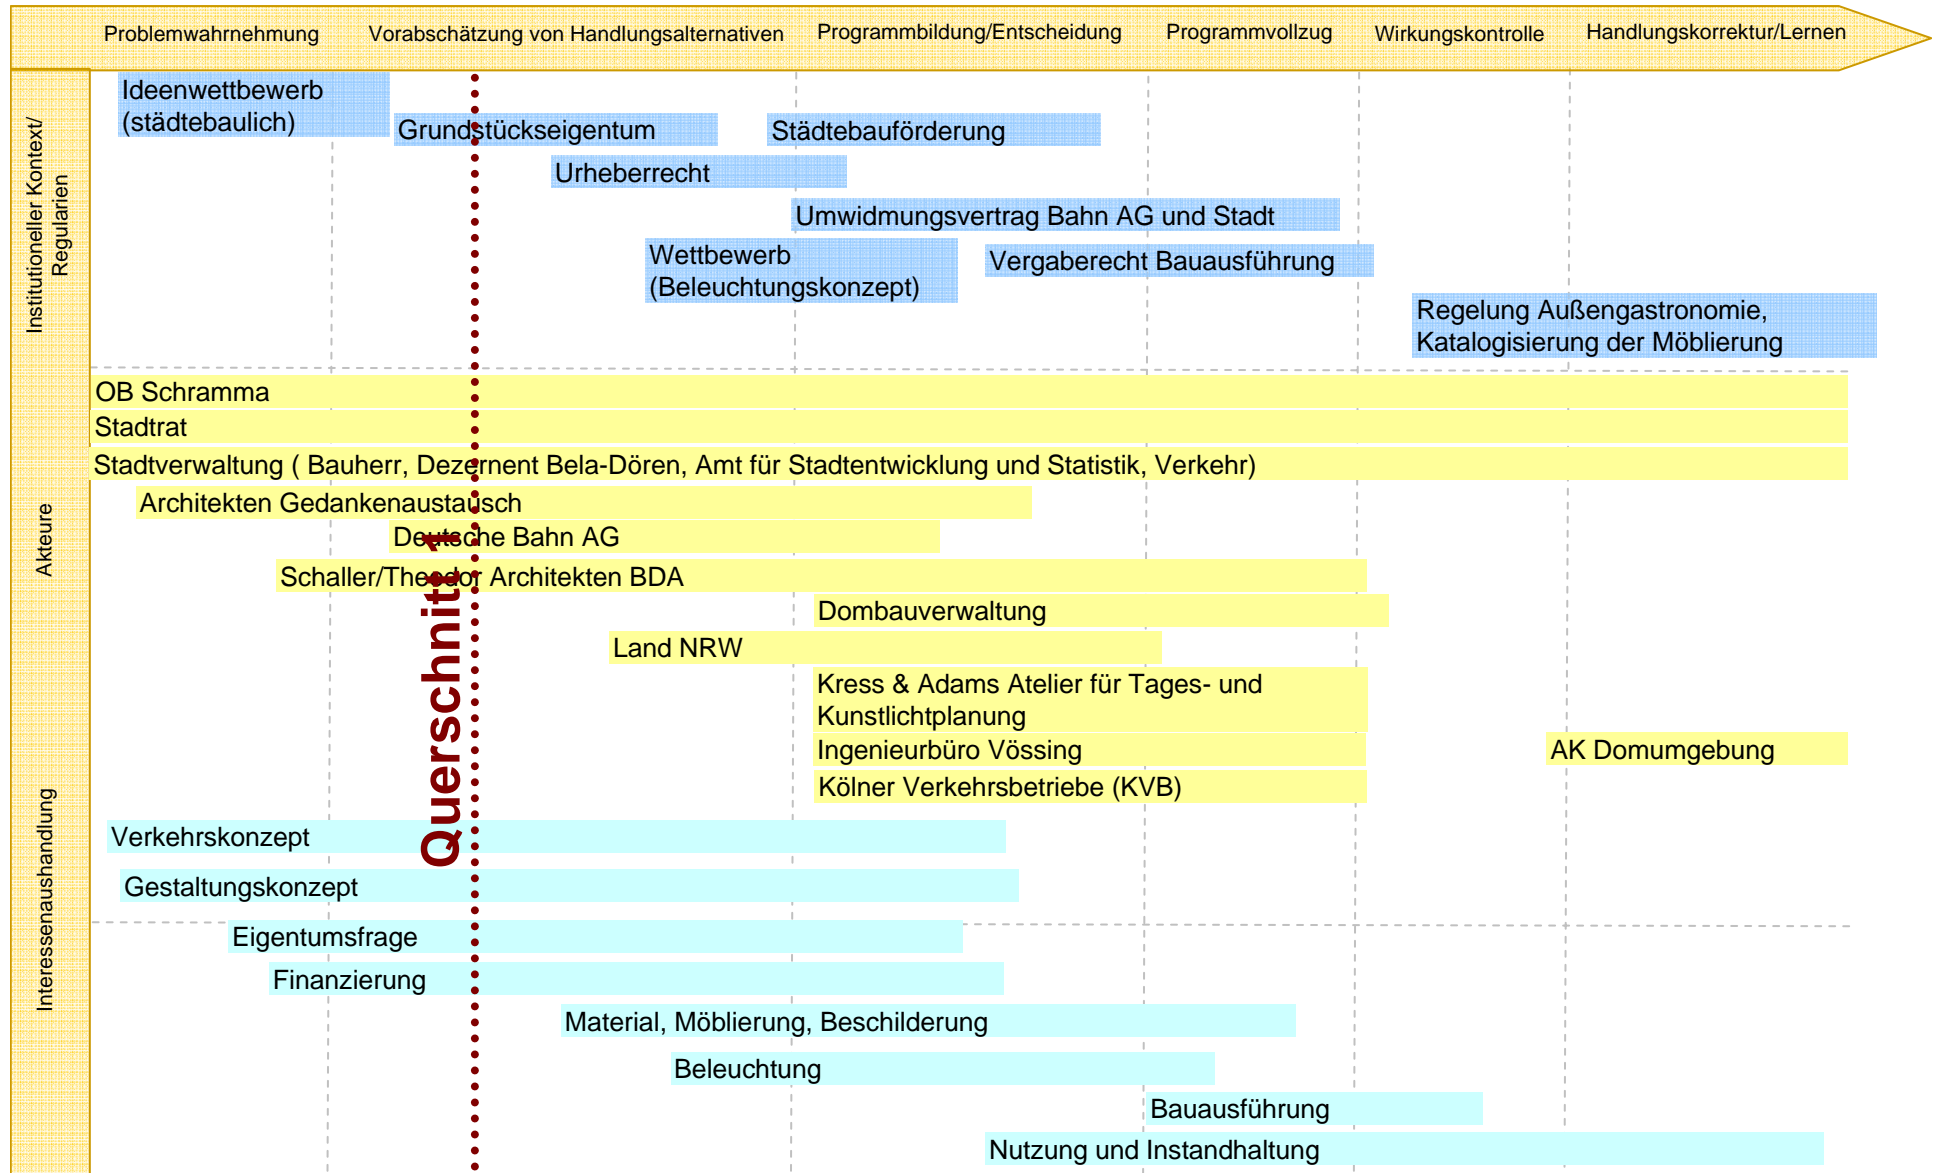 Problemwahrnehmung
Vorabschätzung von Handlungsalternativen
Programmbildung/Entscheidung
Programmvollzug
Wirkungskontrolle
Handlungskorrektur/Lernen
Institutioneller Kontext/
Regularien
Ideenwettbewerb
(städtebaulich)
Grundstückseigentum
Städtebauförderung
Urheberrecht
Umwidmungsvertrag Bahn AG und Stadt
Wettbewerb
(Beleuchtungskonzept)
Vergaberecht Bauausführung
Regelung Außengastronomie,
Katalogisierung der Möblierung
Akteure
OB Schramma
Stadtrat
Stadtverwaltung ( Bauherr, Dezernent Bela-Dören, Amt für Stadtentwicklung und Statistik, Verkehr)
Architekten Gedankenaustausch
Deutsche Bahn AG
Schaller/Theodor Architekten BDA
Dombauverwaltung
Land NRW
Kress & Adams Atelier für Tages- und
Kunstlichtplanung
Ingenieurbüro Vössing
AK Domumgebung
Kölner Verkehrsbetriebe (KVB)
Querschnitt 1
Interessenaushandlung
Verkehrskonzept
Gestaltungskonzept
Eigentumsfrage
Finanzierung
Material, Möblierung, Beschilderung
Beleuchtung
Bauausführung
Nutzung und Instandhaltung